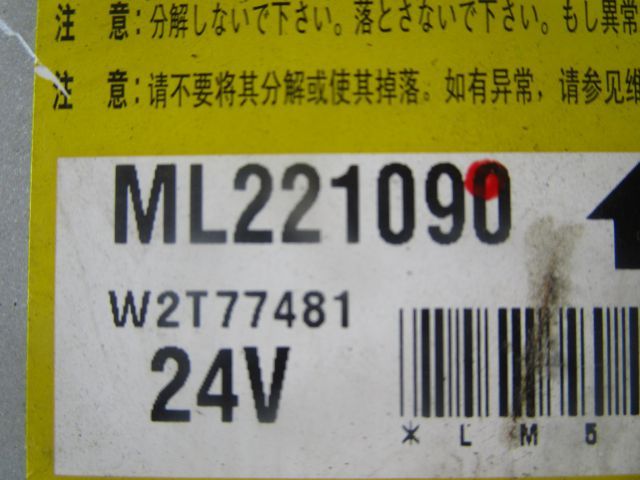 注 意:分解しないで下さい。落とさないで下さい。もし異常
注 意:请不要将其分解或使其掉落。如有异常，请参见维
ML221090
W2T77481
24V
* L M 5